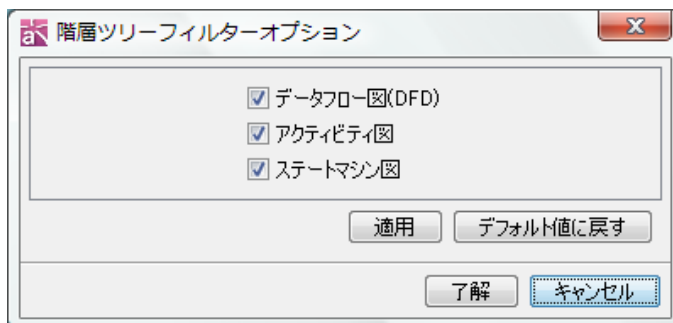 階層ツリーフィルターオプション
データフロー図(DFD)
アクティビティ図
ステートマシン図
適用 デフォルト値に戻す
了解 キャンセル